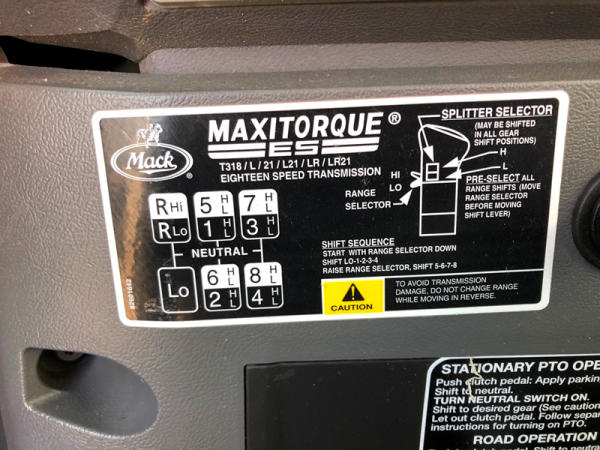 Mack
®
MAXITORQUE®
ES
T318 / L / 21 / L21 / LR / LR21
EIGHTEEN SPEED TRANSMISSION
SPLITTER SELECTOR
(MAY BE SHIFTED
IN ALL GEAR
SHIFT POSITIONS)
H
L
HI
LO
RANGE
SELECTOR
PRE-SELECT ALL
RANGE SHIFTS (MOVE
RANGE SELECTOR
BEFORE MOVING
SHIFT LEVER)
RHi 5 H L 7 H L
RLo 1 H L 3 H L
NEUTRAL
Lo 6 H L 8 H L
2 H L 4 H L
SHIFT SEQUENCE
START WITH RANGE SELECTOR DOWN
SHIFT LO-1-2-3-4
RAISE RANGE SELECTOR, SHIFT 5-6-7-8
CAUTION
TO AVOID TRANSMISSION
DAMAGE, DO NOT CHANGE RANGE
WHILE MOVING IN REVERSE.
STATIONARY PTO OPE
Push clutch pedal: Apply parkin
Shift to neutral.
TURN NEUTRAL SWITCH ON.
Shift to desired gear (See caution
Let out clutch pedal. Follow separ
instructions for turning on PTO.
ROAD OPERATION